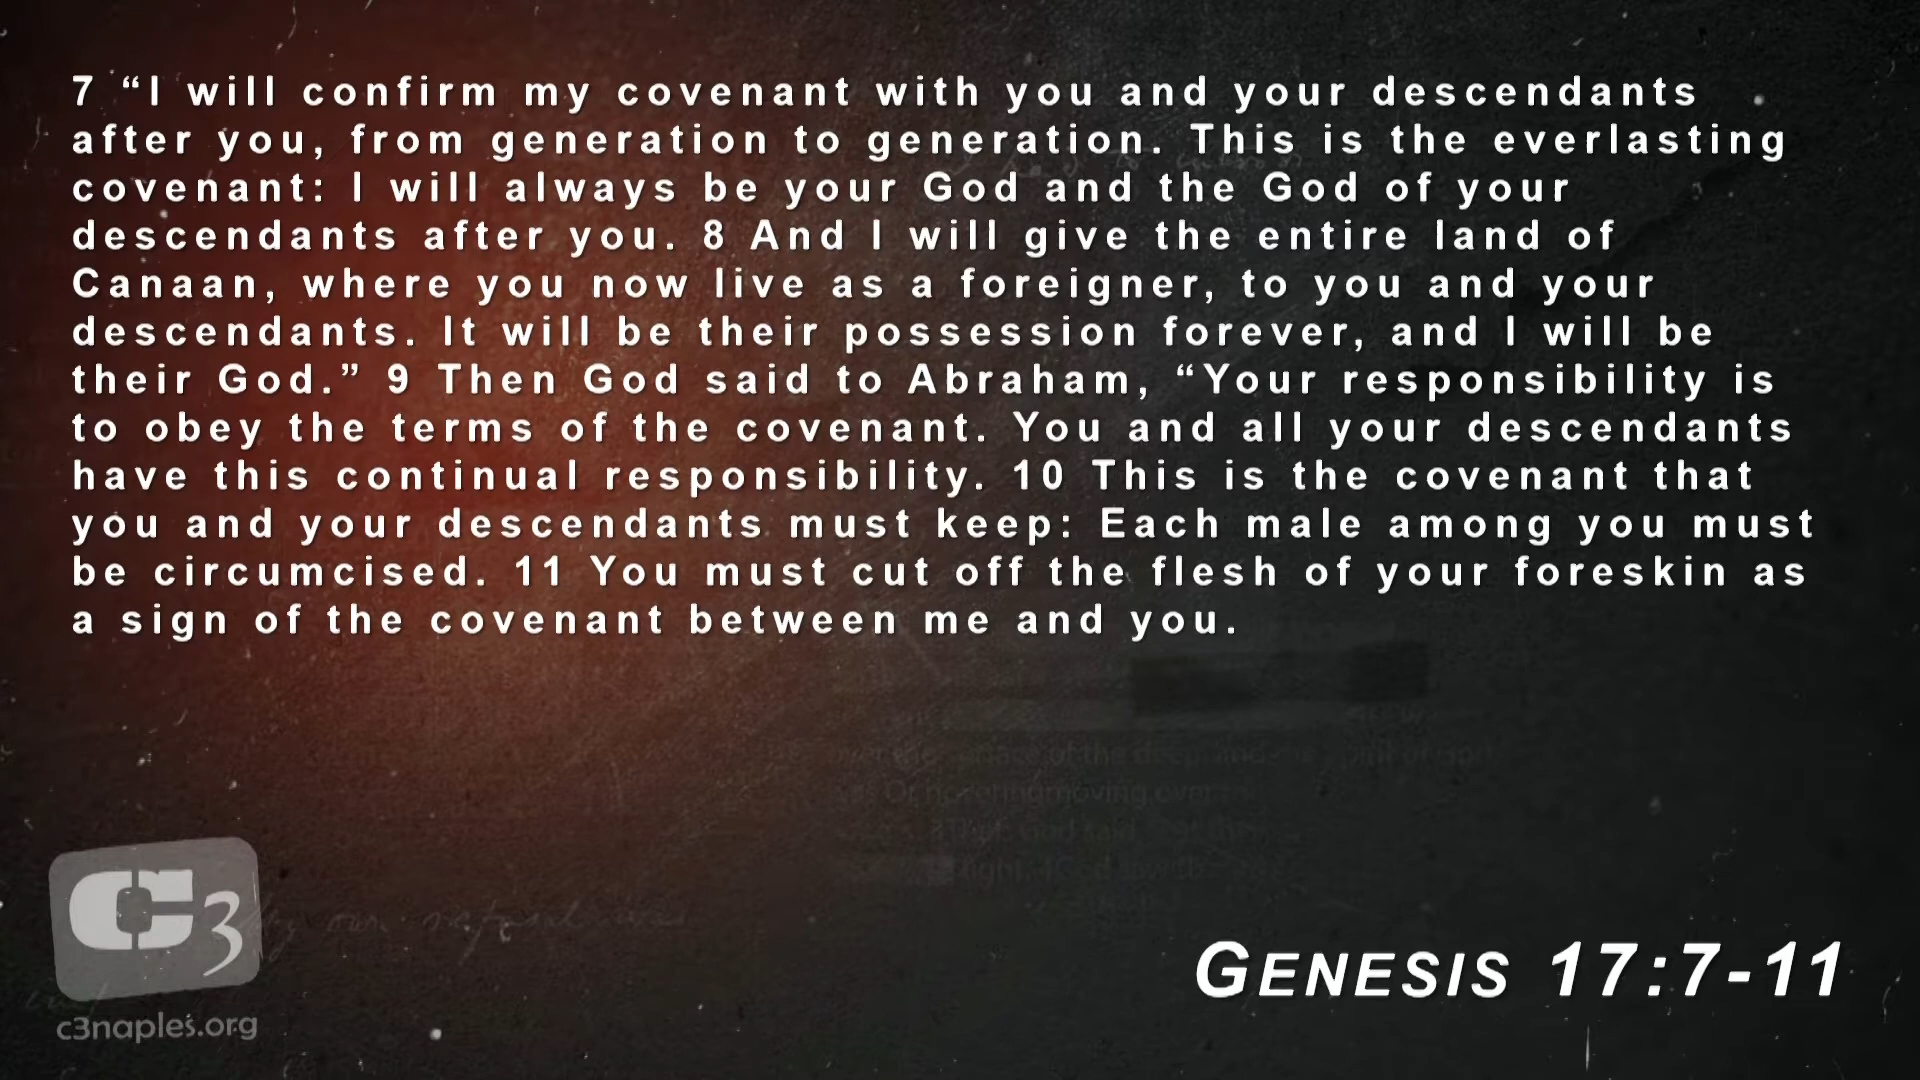 7 “I will confirm my covenant with you and your descendants
after you, from generation to generation. This is the everlasting
covenant: I will always be your God and the God of your
descendants after you. 8 And I will give the entire land of
Canaan, where you now live as a foreigner, to you and your
descendants. It will be their possession forever, and I will be
their God.” 9 Then God said to Abraham, “Your responsibility is
to obey the terms of the covenant. You and all your descendants
have this continual responsibility. 10 This is the covenant that
you and your descendants must keep: Each male among you must
be circumcised. 11 You must cut off the flesh of your foreskin as
a sign of the covenant between me and you.
C3
c3naples.org
GENESIS 17:7-11